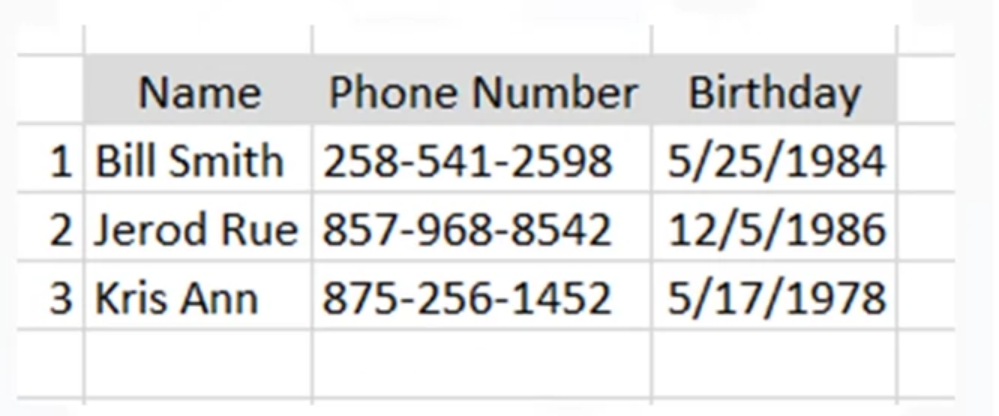 Name Phone Number Birthday
1 Bill Smith 258-541-2598 5/25/1984
2 Jerod Rue 857-968-8542 12/5/1986
3 Kris Ann 875-256-1452 5/17/1978